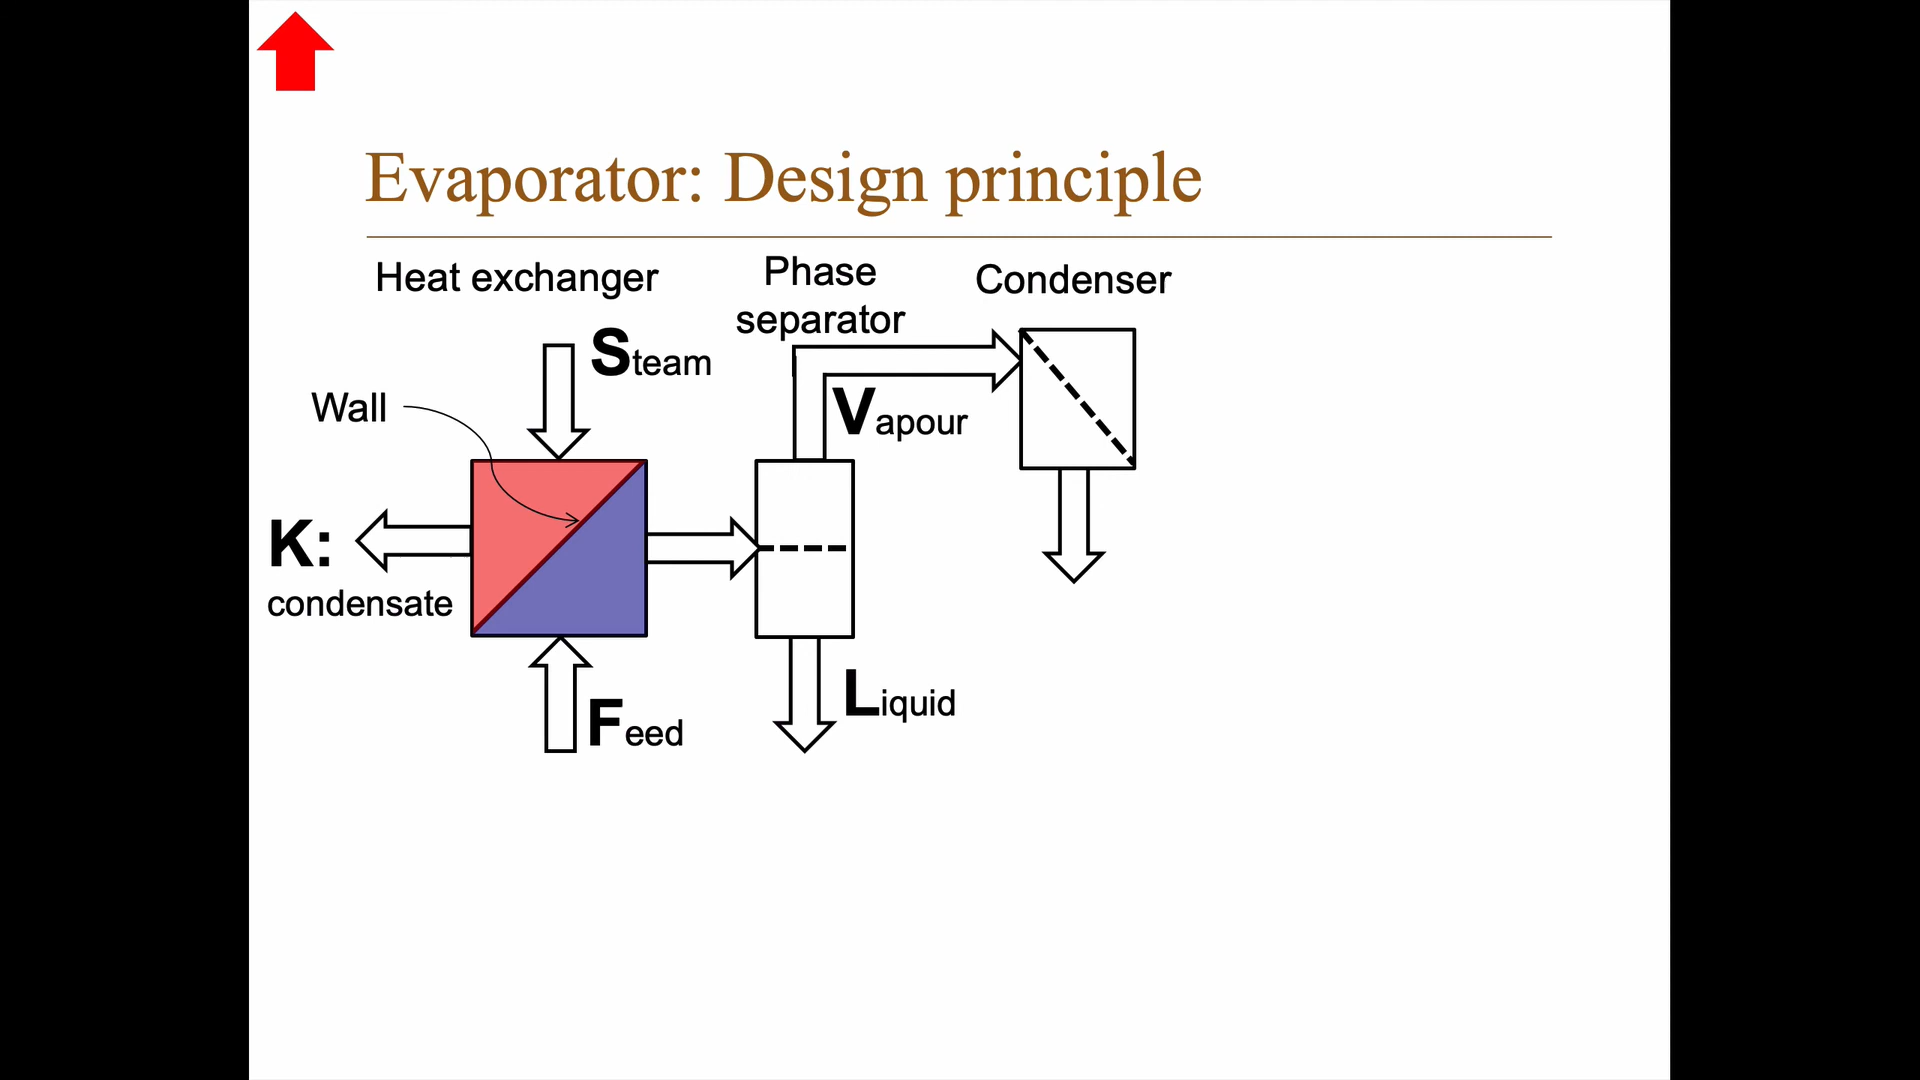 Evaporator: Design principle
Heat exchanger
Phase
separator
Condenser
Steam
Wall
Vapour
K:
condensate
Liquid
Feed